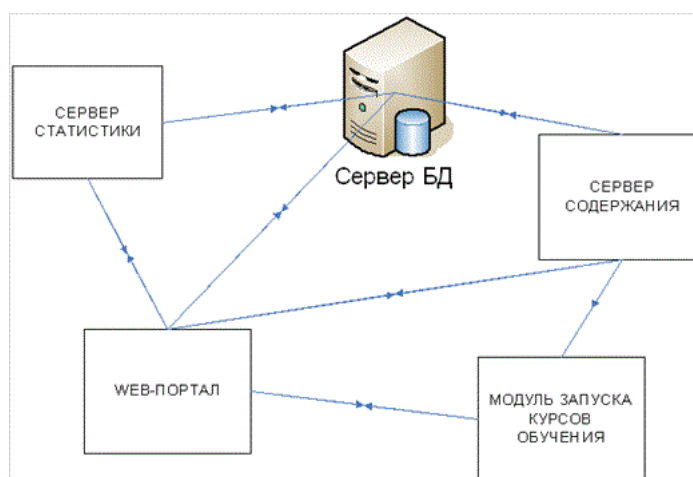 СЕРВЕР
СТАТИСТИКИ
Сервер БД
СЕРВЕР
СОДЕРЖАНИЯ
WEB-ПОРТАЛ
МОДУЛЬ ЗАПУСКА
КУРСОВ
ОБУЧЕНИЯ